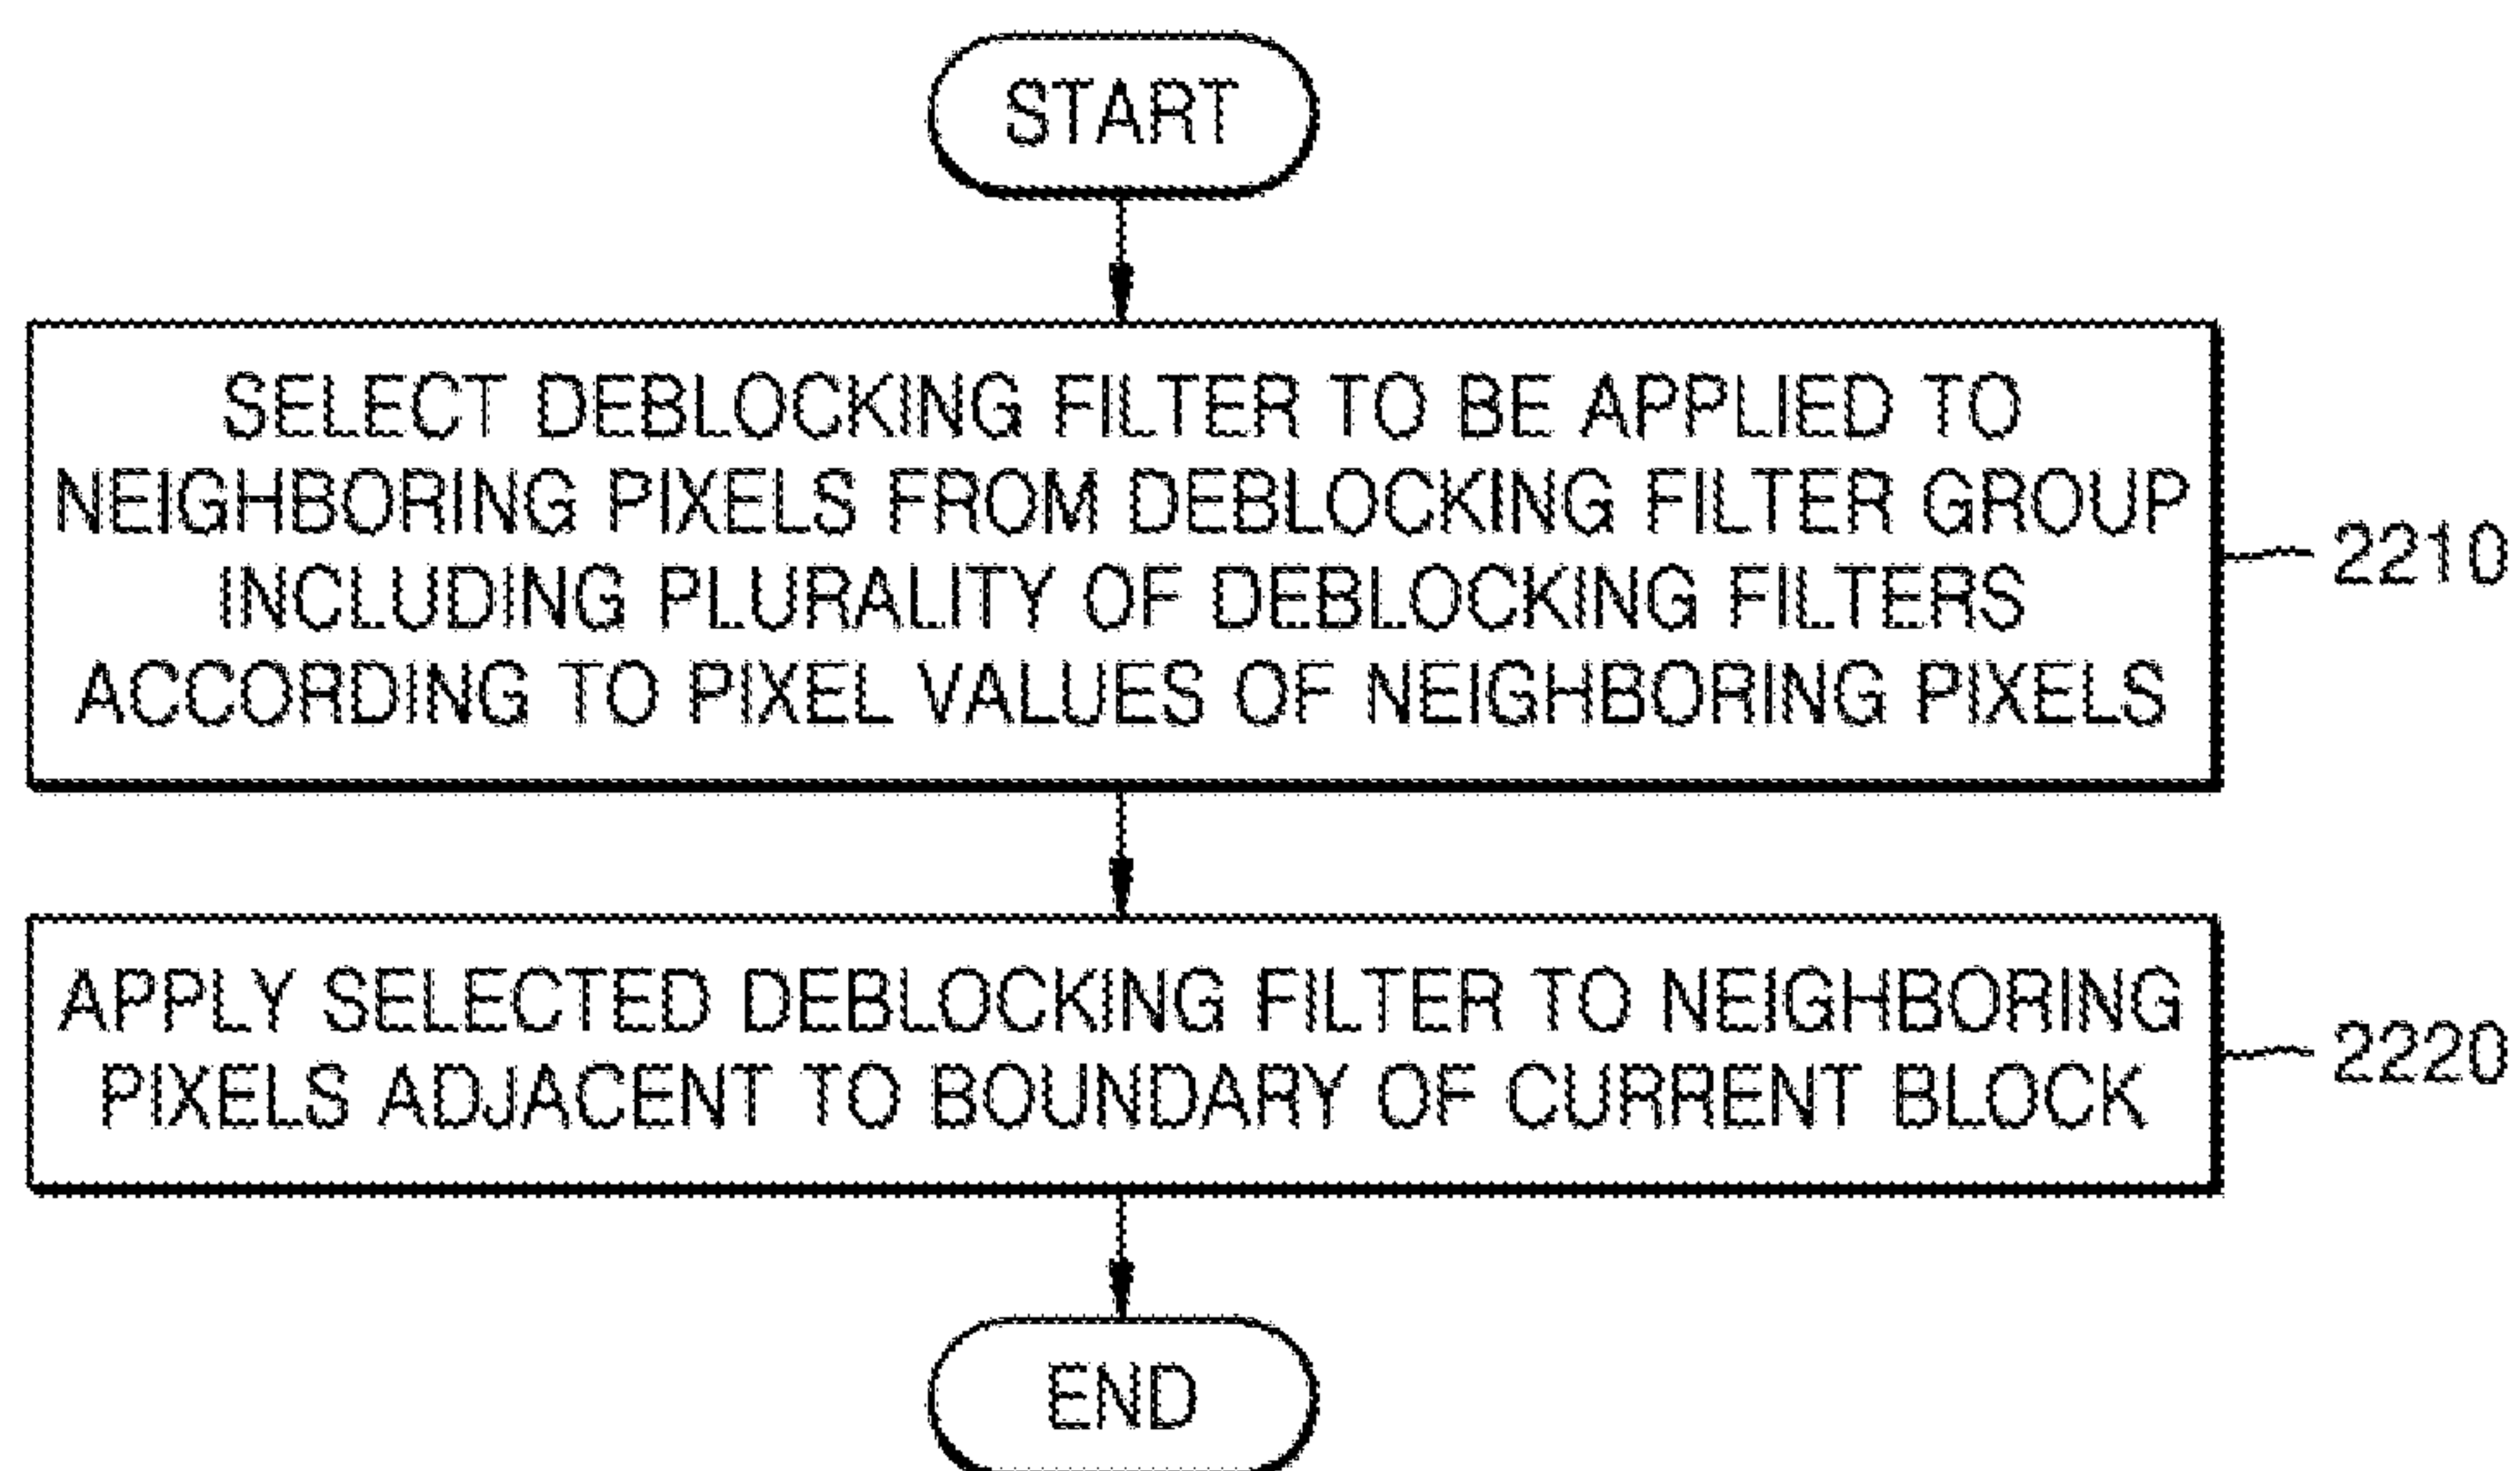 START
SELECT DEBLOCKING FILTER TO BE APPLIED TO
NEIGHBORING PIXELS FROM DEBLOCKING FILTER GROUP
INCLUDING PLURALITY OF DEBLOCKING FILTERS
ACCORDING TO PIXEL VALUES OF NEIGHBORING PIXELS
2210
APPLY SELECTED DEBLOCKING FILTER TO NEIGHBORING
PIXELS ADJACENT TO BOUNDARY OF CURRENT BLOCK
2220
END